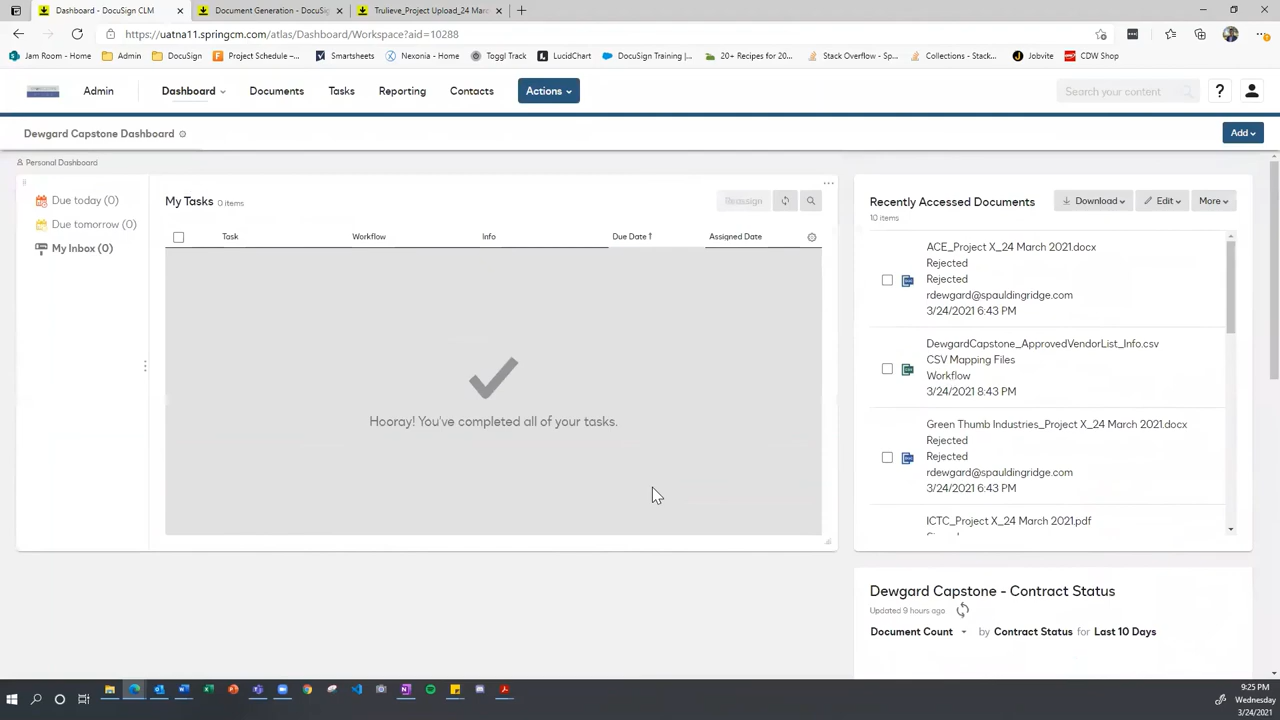 Dashboard - DocuSign CLM
Document Generation - DocuSig
Trulieve_Project Upload_24 Marc
https://uatna11.springcm.com/atlas/Dashboard/Workspace?aid=10288
Jam Room - Home
Admin
DocuSign
Project Schedule –...
Smartsheets
Nexonia - Home
Toggl Track
LucidChart
DocuSign Training |...
20+ Recipes for 20...
Stack Overflow - Sp...
Collections - Stack...
Jobvite
CDW Shop
Admin
Dashboard
Documents
Tasks
Reporting
Contacts
Actions
Search your content
?
Dewgard Capstone Dashboard
Add
Personal Dashboard
Due today (0)
Due tomorrow (0)
My Inbox (0)
My Tasks 0 items
Reassign
Task Workflow Info Due Date↑ Assigned Date
Hooray! You've completed all of your tasks.
Recently Accessed Documents
10 items
Download
Edit
More
ACE_Project X_24 March 2021.docx
Rejected
Rejected
rdewgard@spauldingridge.com
3/24/2021 6:43 PM
DewgardCapstone_ApprovedVendorList_Info.csv
CSV Mapping Files
Workflow
3/24/2021 8:43 PM
Green Thumb Industries_Project X_24 March 2021.docx
Rejected
Rejected
rdewgard@spauldingridge.com
3/24/2021 6:43 PM
ICTC_Project X_24 March 2021.pdf
Dewgard Capstone - Contract Status
Updated 9 hours ago
Document Count by Contract Status for Last 10 Days
9:25 PM
Wednesday
3/24/2021